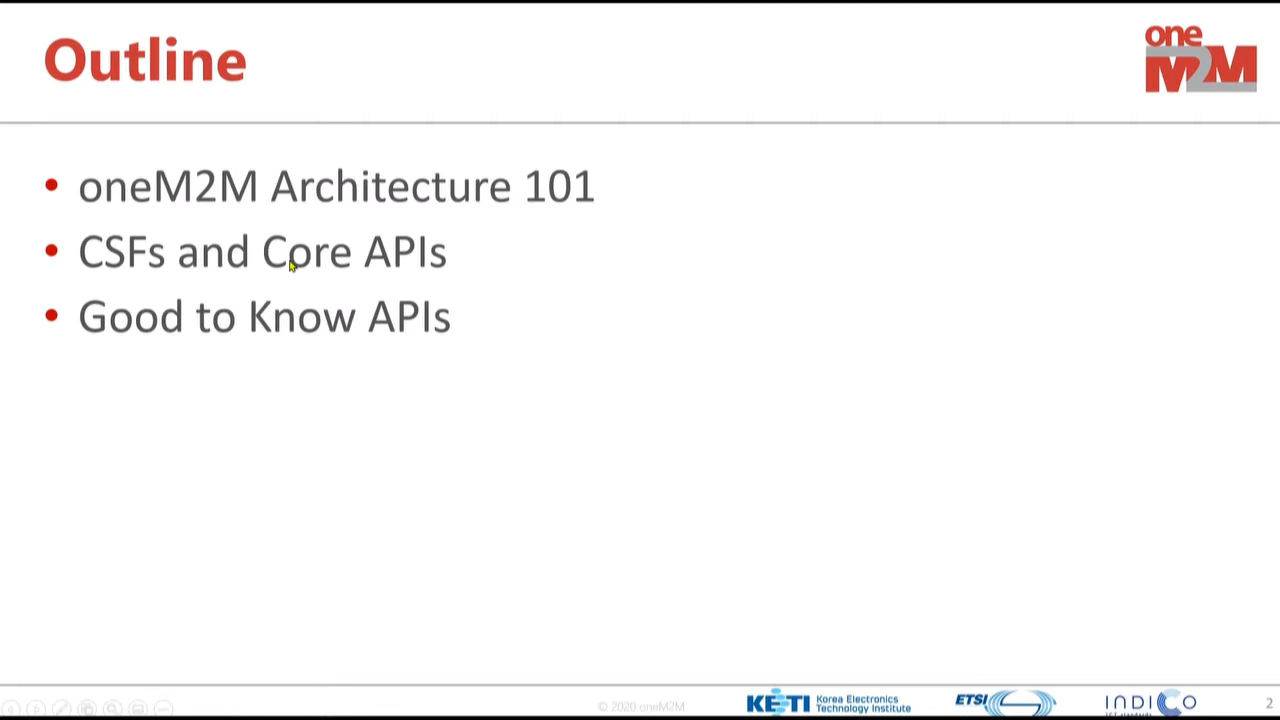 Outline
one
M2M
• oneM2M Architecture 101
• CSFs and Core APIs
• Good to Know APIs
© 2020 oneM2M
KETI Korea Electronics
Technology Institute
ETSI
INDICO
2